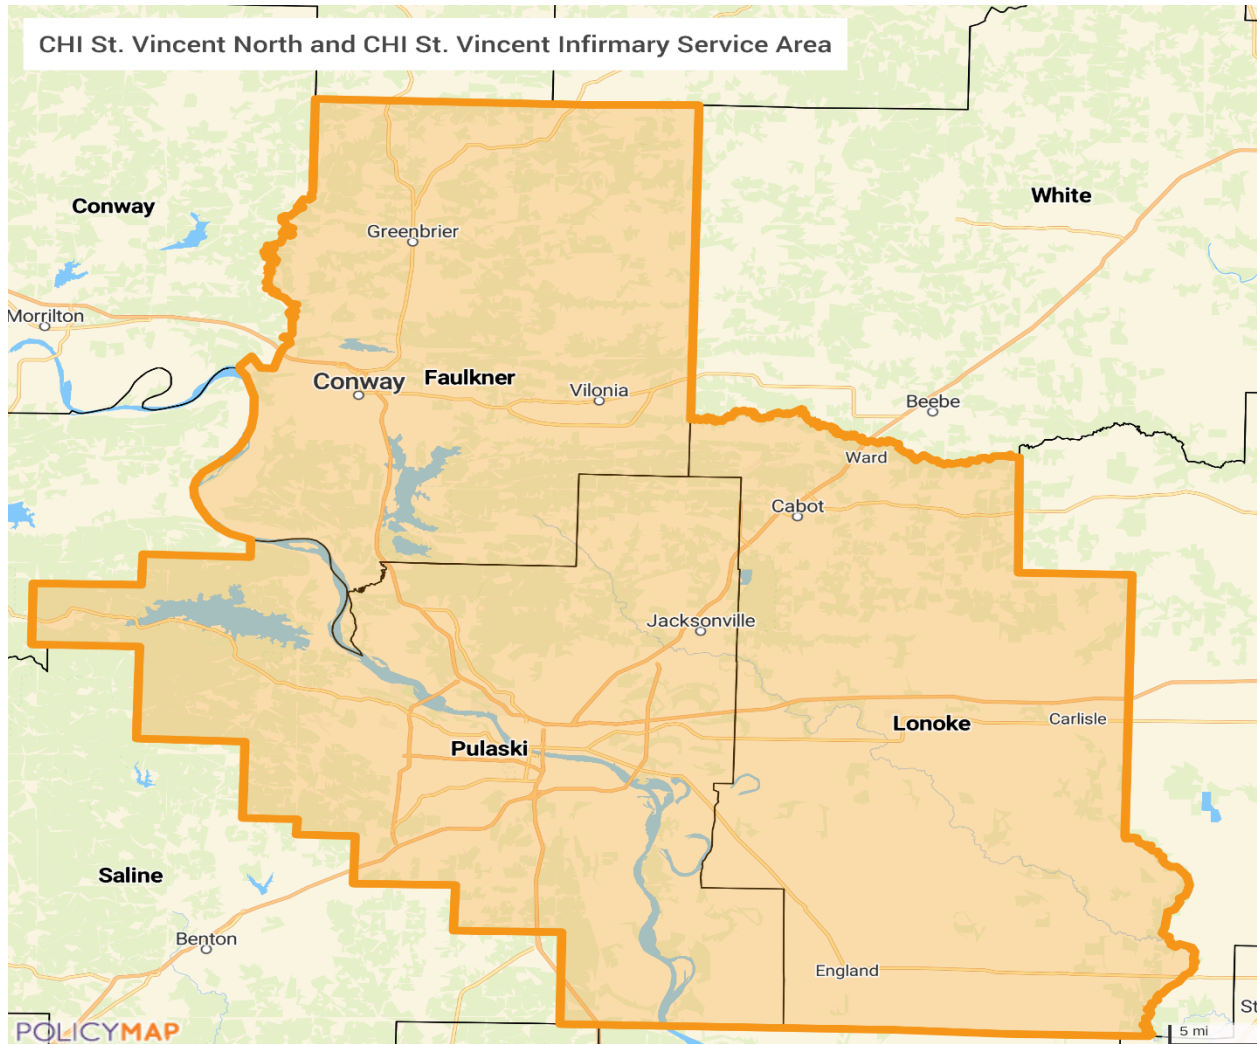 CHI St. Vincent North and CHI St. Vincent Infirmary Service Area
Conway
White
Greenbrier
Morrilton
Conway
Faulkner
Vilonia
Beebe
Ward
Cabot
Jacksonville
Lonoke
Carlisle
Pulaski
Saline
Benton
England
St
POLICYMAP
5 mi